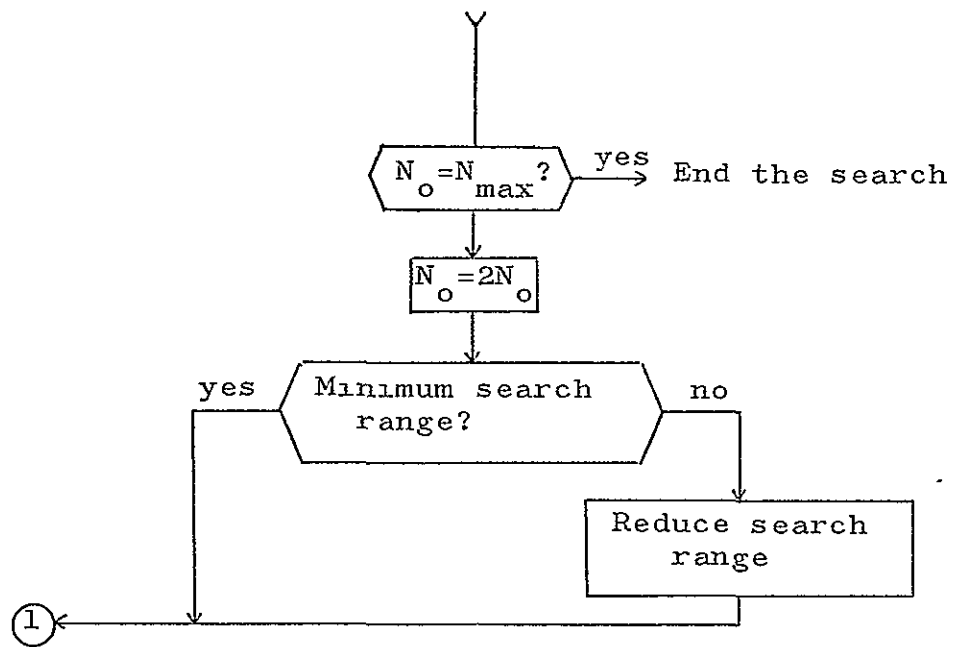 N_o=N_max?
yes
End the search
N_o=2N_o
yes
Minimum search
range?
no
Reduce search
range
1